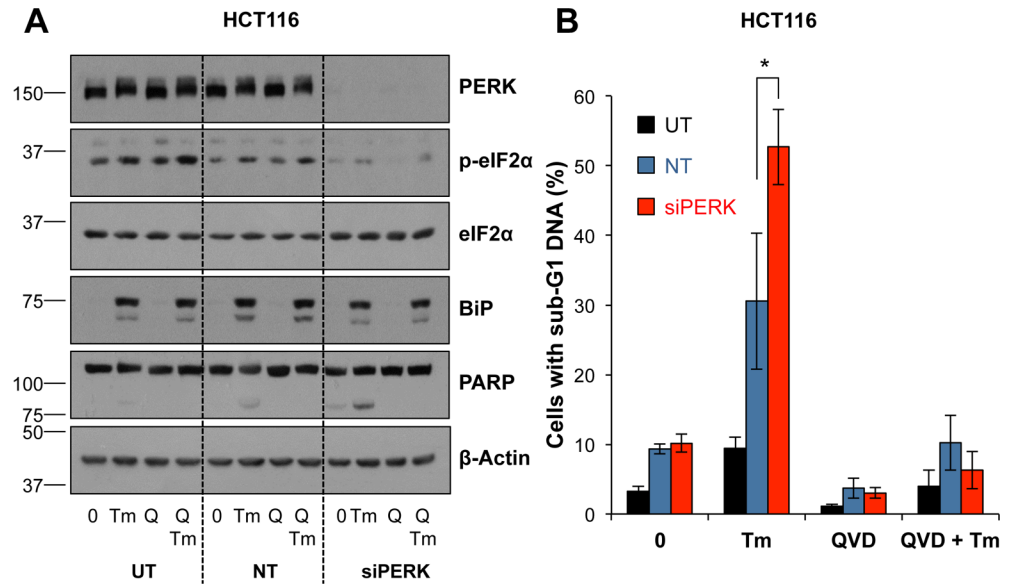 A
HCT116
150
PERK
37
p-eIF2α
37
eIF2α
75
BiP
100
75
PARP
50
37
β-Actin
0 Tm Q Q Tm 0 Tm Q Q Tm 0 Tm Q Q Tm
UT NT siPERK
B
HCT116
*
Cells with sub-G1 DNA (%)
60
50
40
30
20
10
0
UT
NT
siPERK
0 Tm QVD QVD + Tm